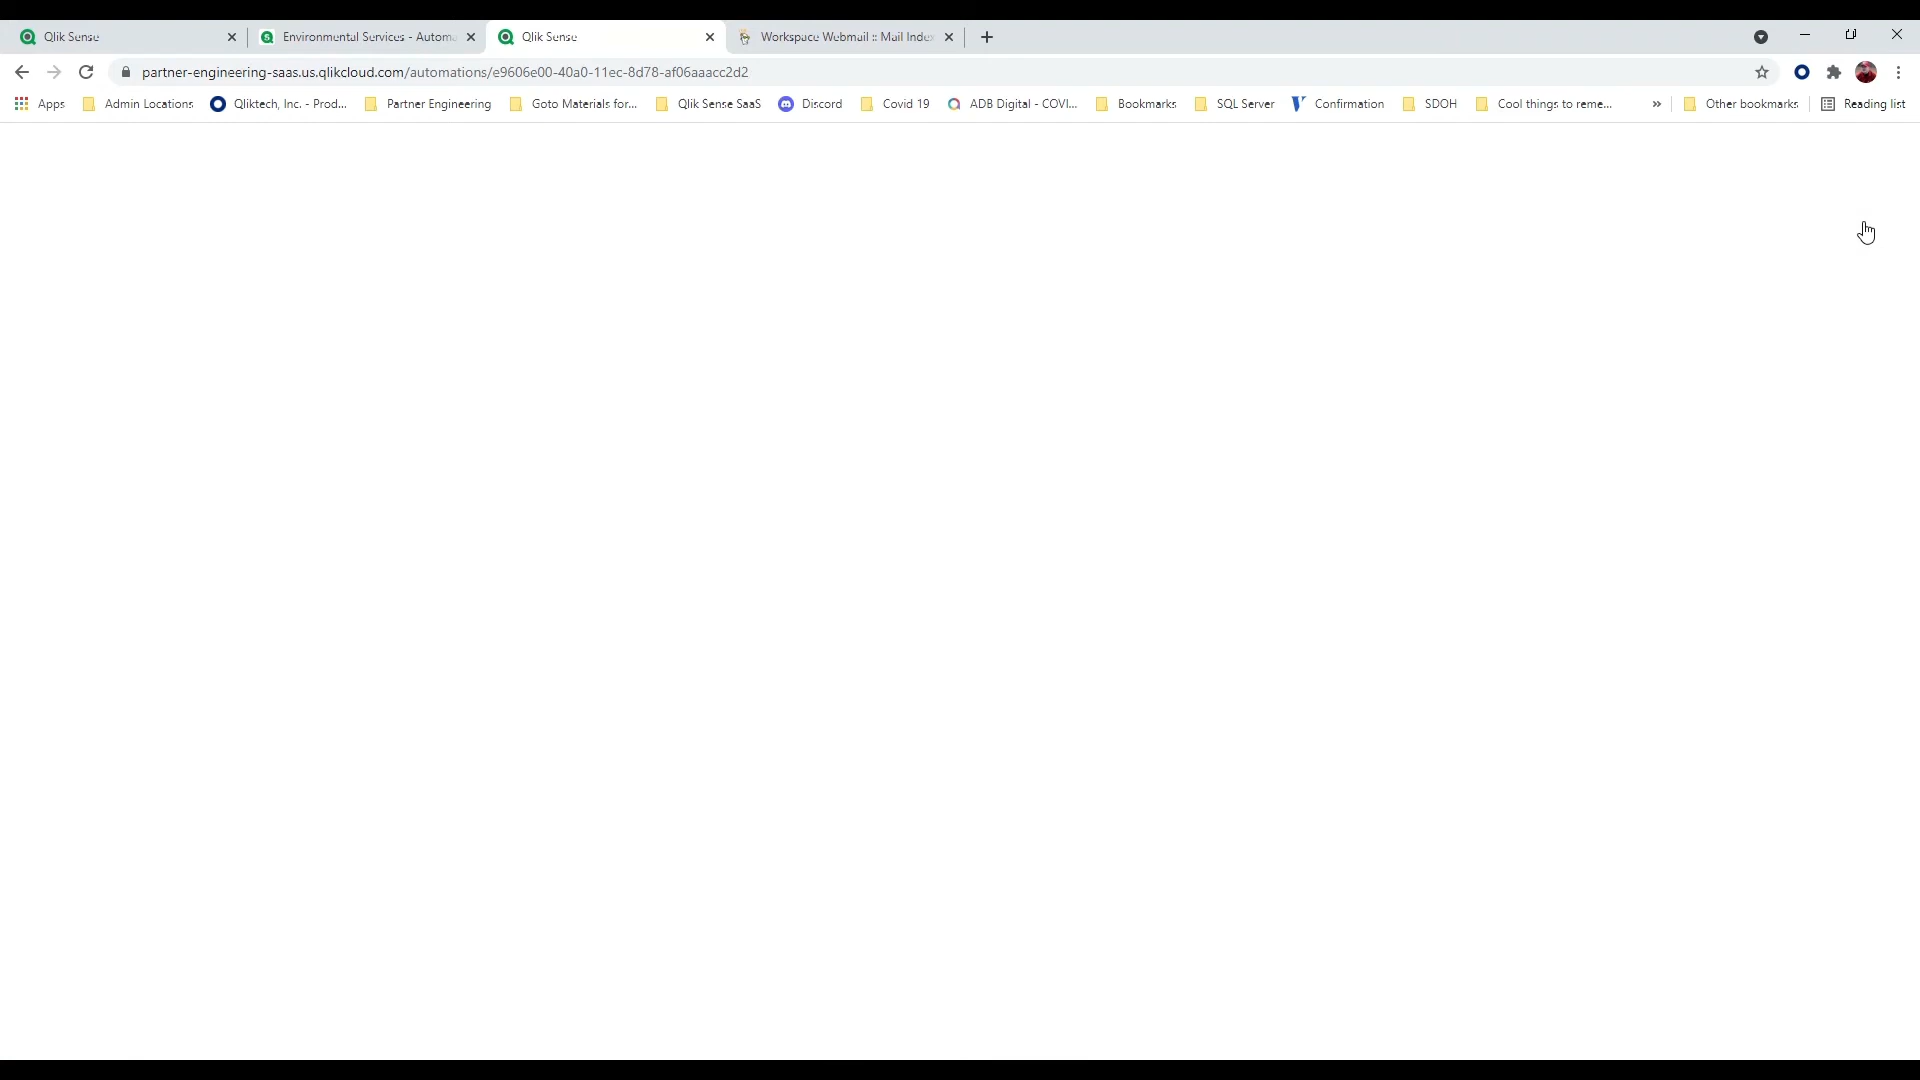 Qlik Sense
Environmental Services - Autom
Qlik Sense
Workspace Webmail :: Mail Index
partner-engineering-saas.us.qlikcloud.com/automations/e9606e00-40a0-11ec-8d78-af06aaacc2d2
Apps
Admin Locations
Qliktech, Inc. - Prod...
Partner Engineering
Goto Materials for...
Qlik Sense SaaS
Discord
Covid 19
ADB Digital - COVI...
Bookmarks
SQL Server
Confirmation
SDOH
Cool things to reme...
»
Other bookmarks
Reading list